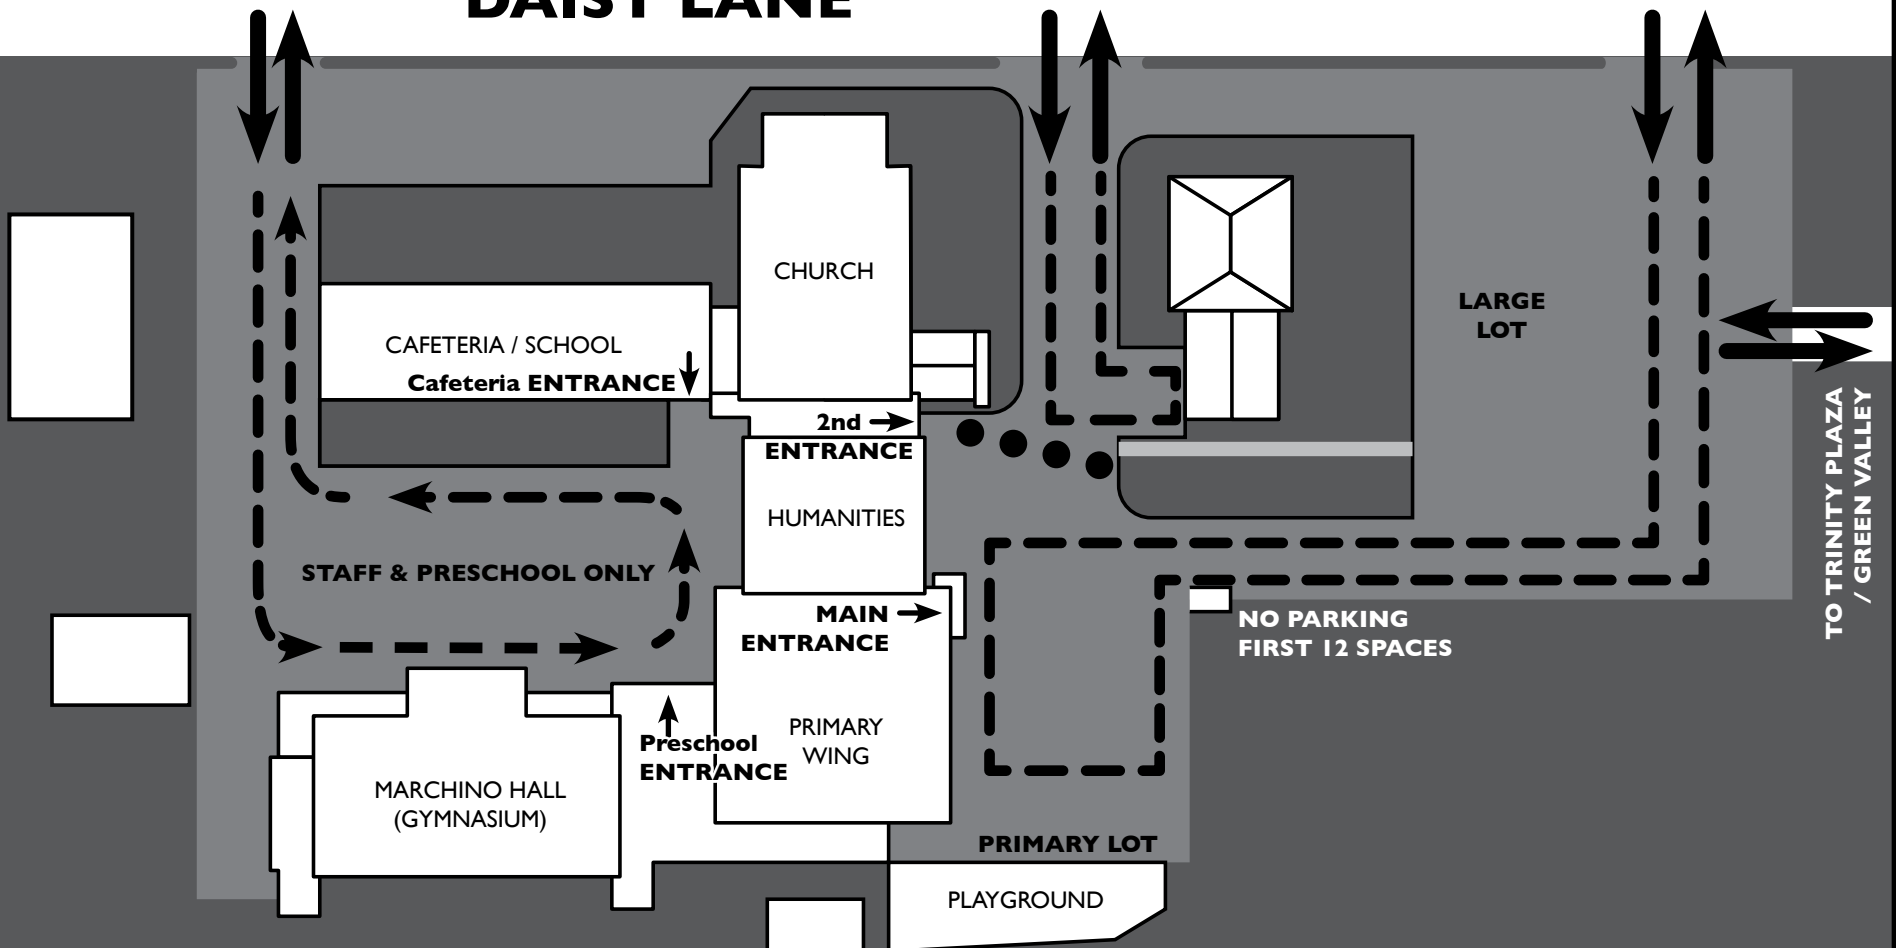 DAISY LANE
CHURCH
CAFETERIA / SCHOOL
Cafeteria ENTRANCE
2nd
ENTRANCE
HUMANITIES
LARGE
LOT
TO TRINITY PLAZA
/ GREEN VALLEY
STAFF & PRESCHOOL ONLY
MAIN
ENTRANCE
NO PARKING
FIRST 12 SPACES
Preschool
ENTRANCE
PRIMARY
WING
MARCHINO HALL
(GYMNASIUM)
PRIMARY LOT
PLAYGROUND